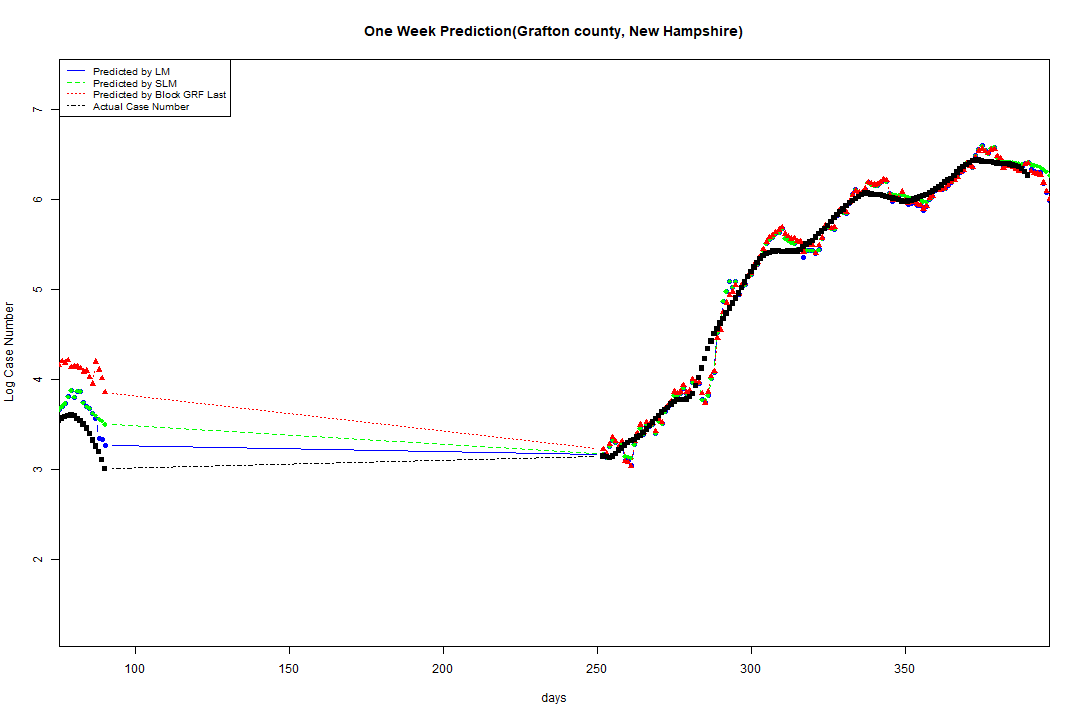 One Week Prediction(Grafton county, New Hampshire)
Predicted by LM
Predicted by SLM
Predicted by Block GRF Last
Actual Case Number
7
6
5
4
3
2
Log Case Number
100 150 200 250 300 350
days